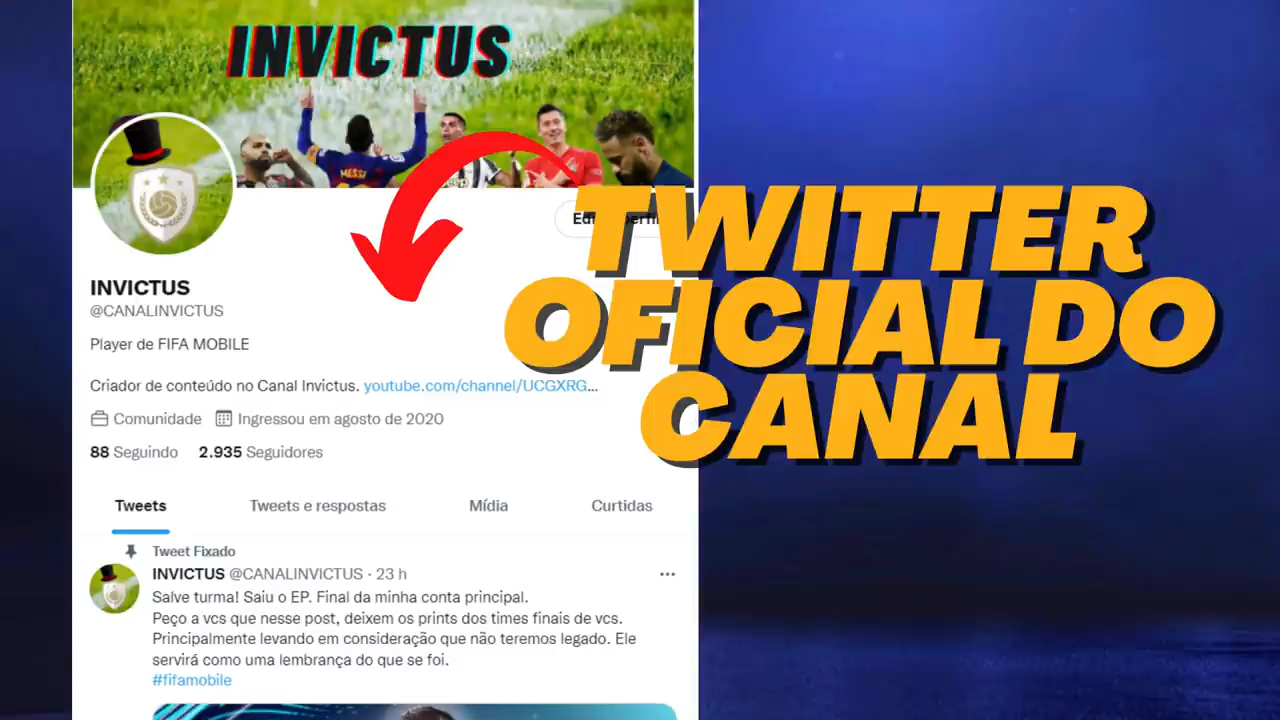 INVICTUS
MESSI
INVICTUS
@CANALINVICTUS
Player de FIFA MOBILE
Criador de conteúdo no Canal Invictus. youtube.com/channel/UCGXRG...
Comunidade Ingressou em agosto de 2020
88 Seguindo 2.935 Seguidores
Tweets Tweets e respostas Mídia Curtidas
Tweet Fixado
INVICTUS @CANALINVICTUS · 23 h
Salve turma! Saiu o EP. Final da minha conta principal.
Peço a vcs que nesse post, deixem os prints dos times finais de vcs.
Principalmente levando em consideração que não teremos legado. Ele
servirá como uma lembrança do que se foi.
#fifamobile
TWITTER
OFICIAL DO
CANAL